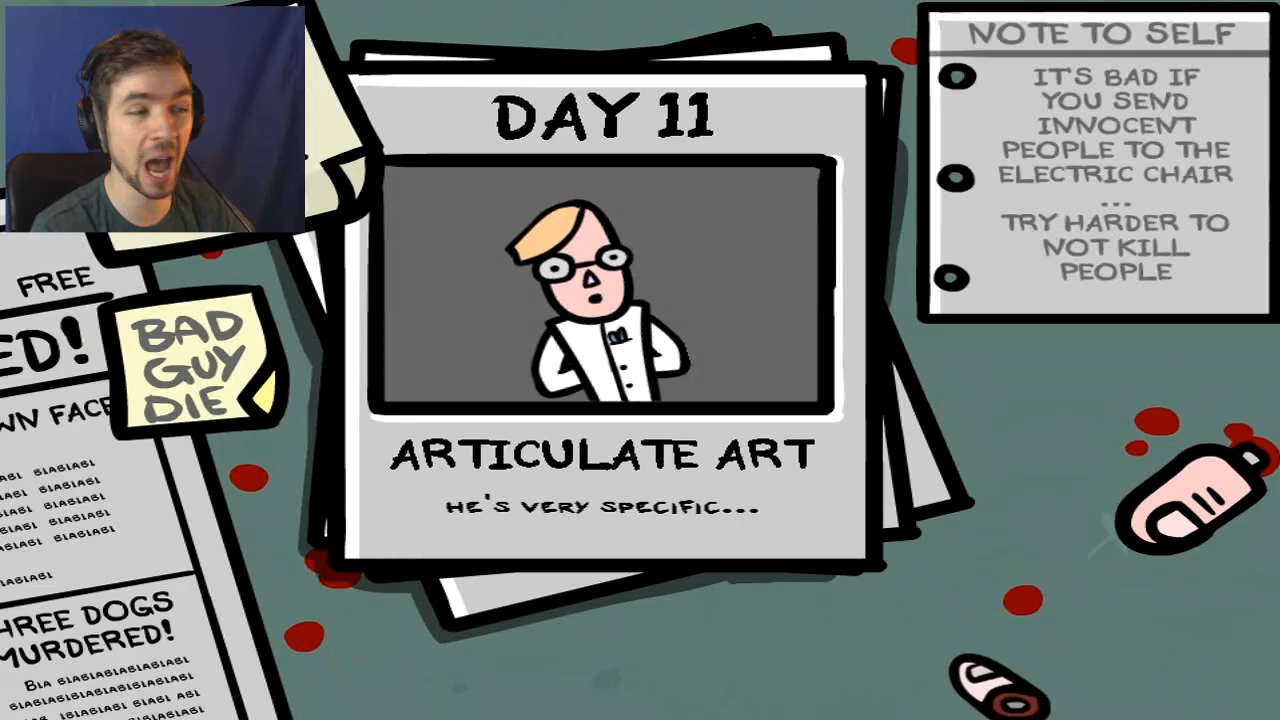 DAY 11
ARTICULATE ART
HE'S VERY SPECIFIC...
NOTE TO SELF
IT'S BAD IF
YOU SEND
INNOCENT
PEOPLE TO THE
ELECTRIC CHAIR
...
TRY HARDER TO
NOT KILL
PEOPLE
FREE
ED!
WN FACE
BAD
GUY
DIE
HREE DOGS
MURDERED!